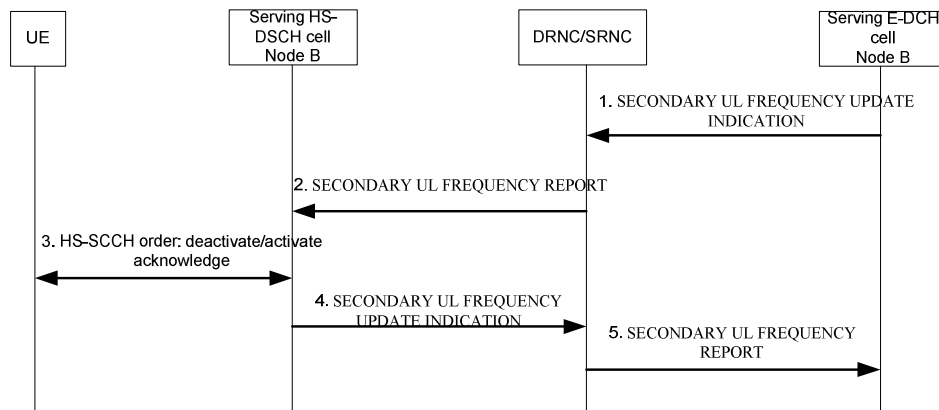 UE
Serving HS-
DSCH cell
Node B
DRNC/SRNC
Serving E-DCH
cell
Node B
1. SECONDARY UL FREQUENCY UPDATE
INDICATION
2. SECONDARY UL FREQUENCY REPORT
3. HS-SCCH order: deactivate/activate
acknowledge
4. SECONDARY UL FREQUENCY
UPDATE INDICATION
5. SECONDARY UL FREQUENCY
REPORT